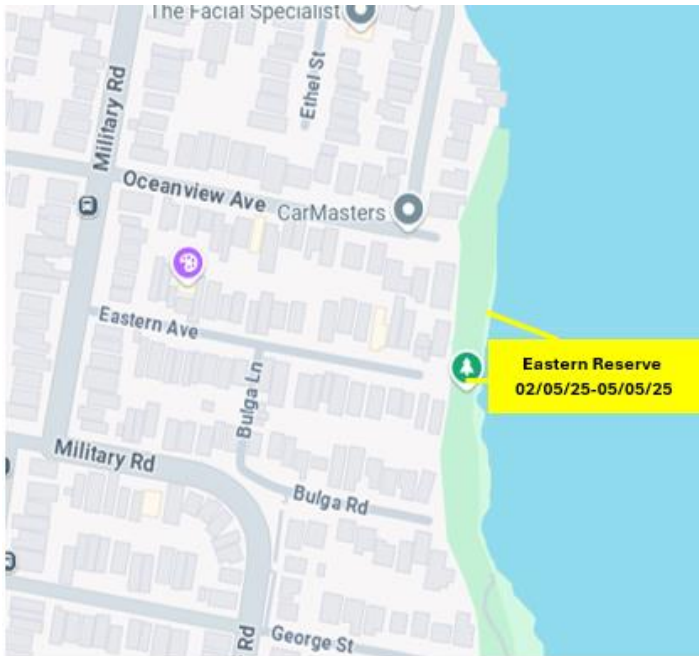 The Facial Specialist
Ethel St
Military Rd
Oceanview Ave
CarMasters
Eastern Ave
Eastern Reserve
02/05/25-05/05/25
Bulga Ln
Military Rd
Bulga Rd
Rd
George St